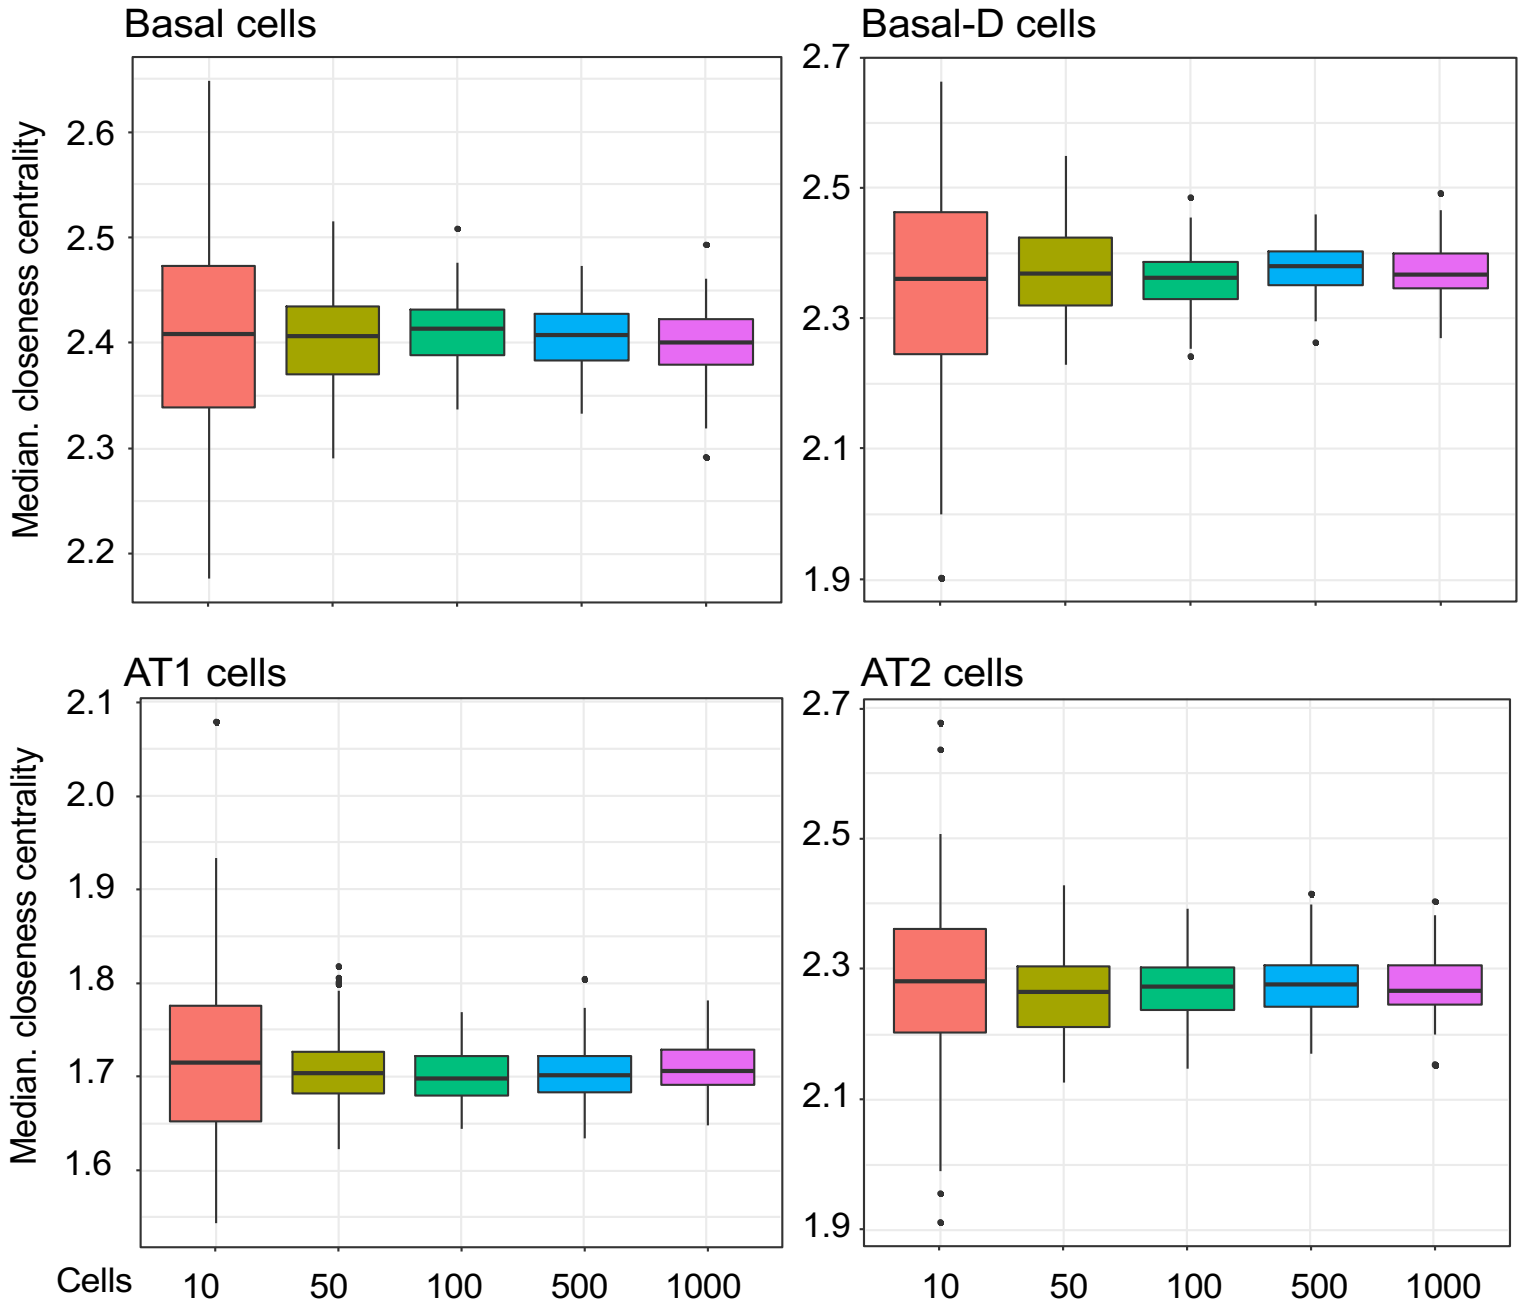 Basal cells
Basal-D cells
Median. closeness centrality
2.6
2.5
2.4
2.3
2.2
2.7
2.5
2.3
2.1
1.9
AT1 cells
AT2 cells
Median. closeness centrality
2.1
2.0
1.9
1.8
1.7
1.6
2.7
2.5
2.3
2.1
1.9
Cells 10 50 100 500 1000
10 50 100 500 1000